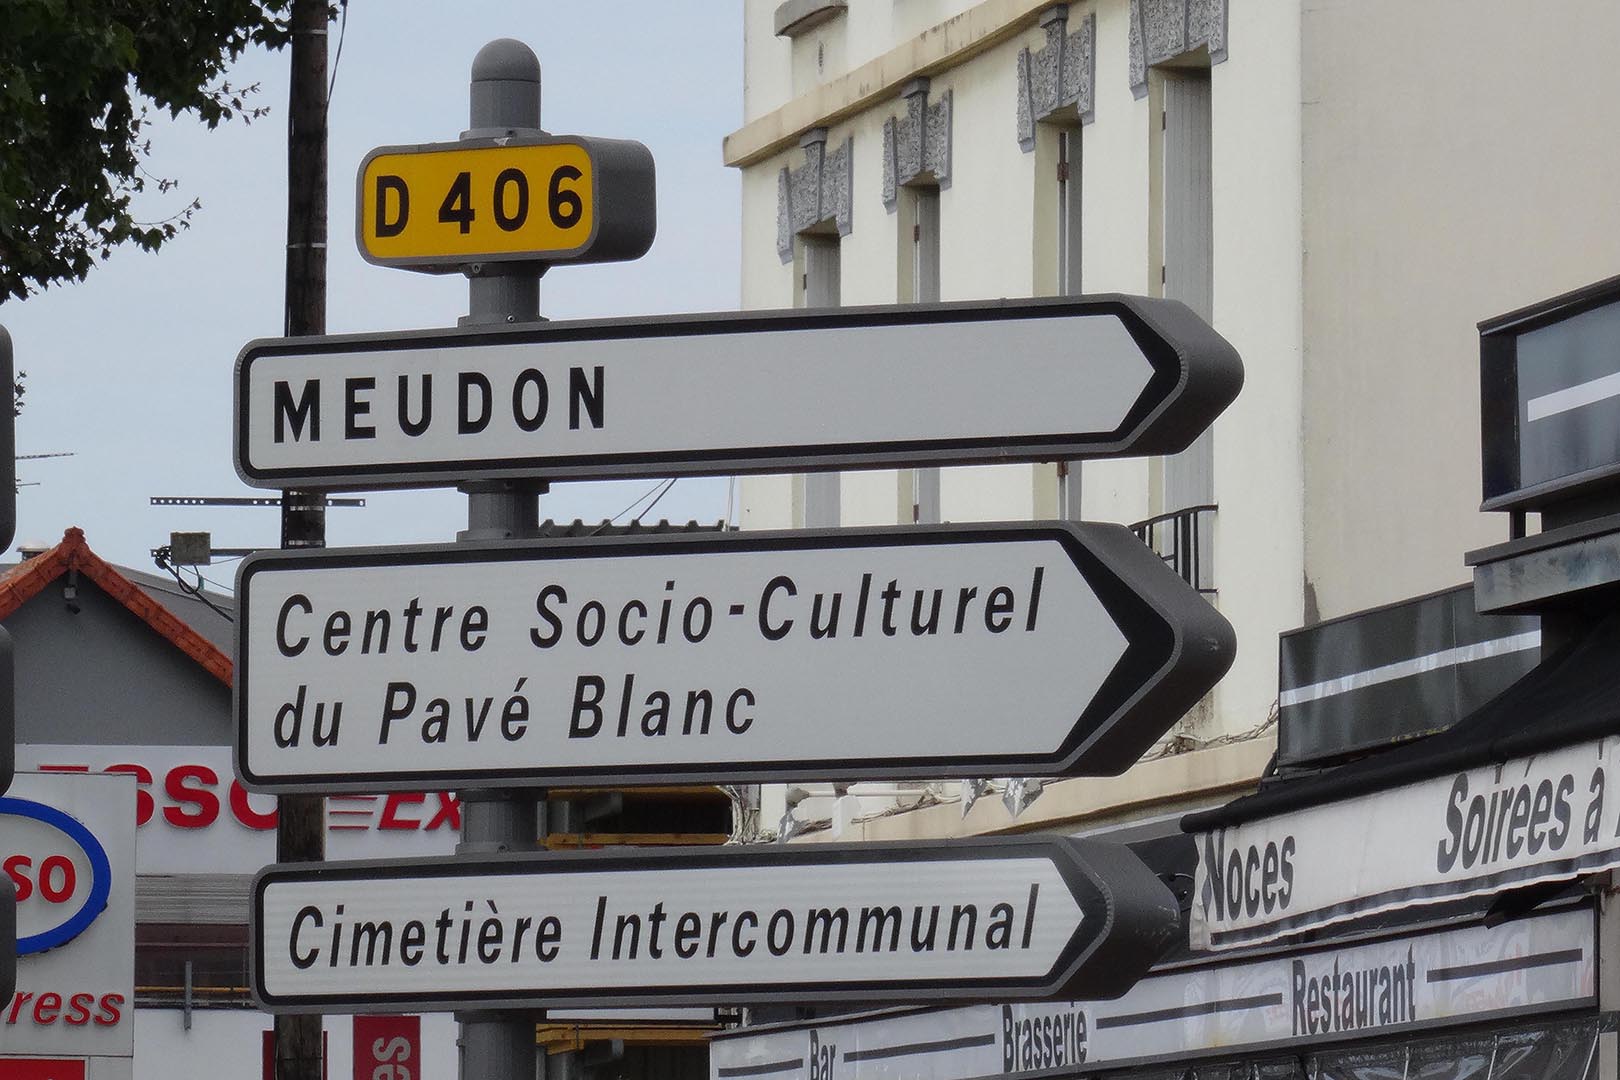 D 406
MEUDON
Centre Socio-Culturel
du Pavé Blanc
Cimetière Intercommunal
Noces
Soirées à
Bar
Brasserie
Restaurant